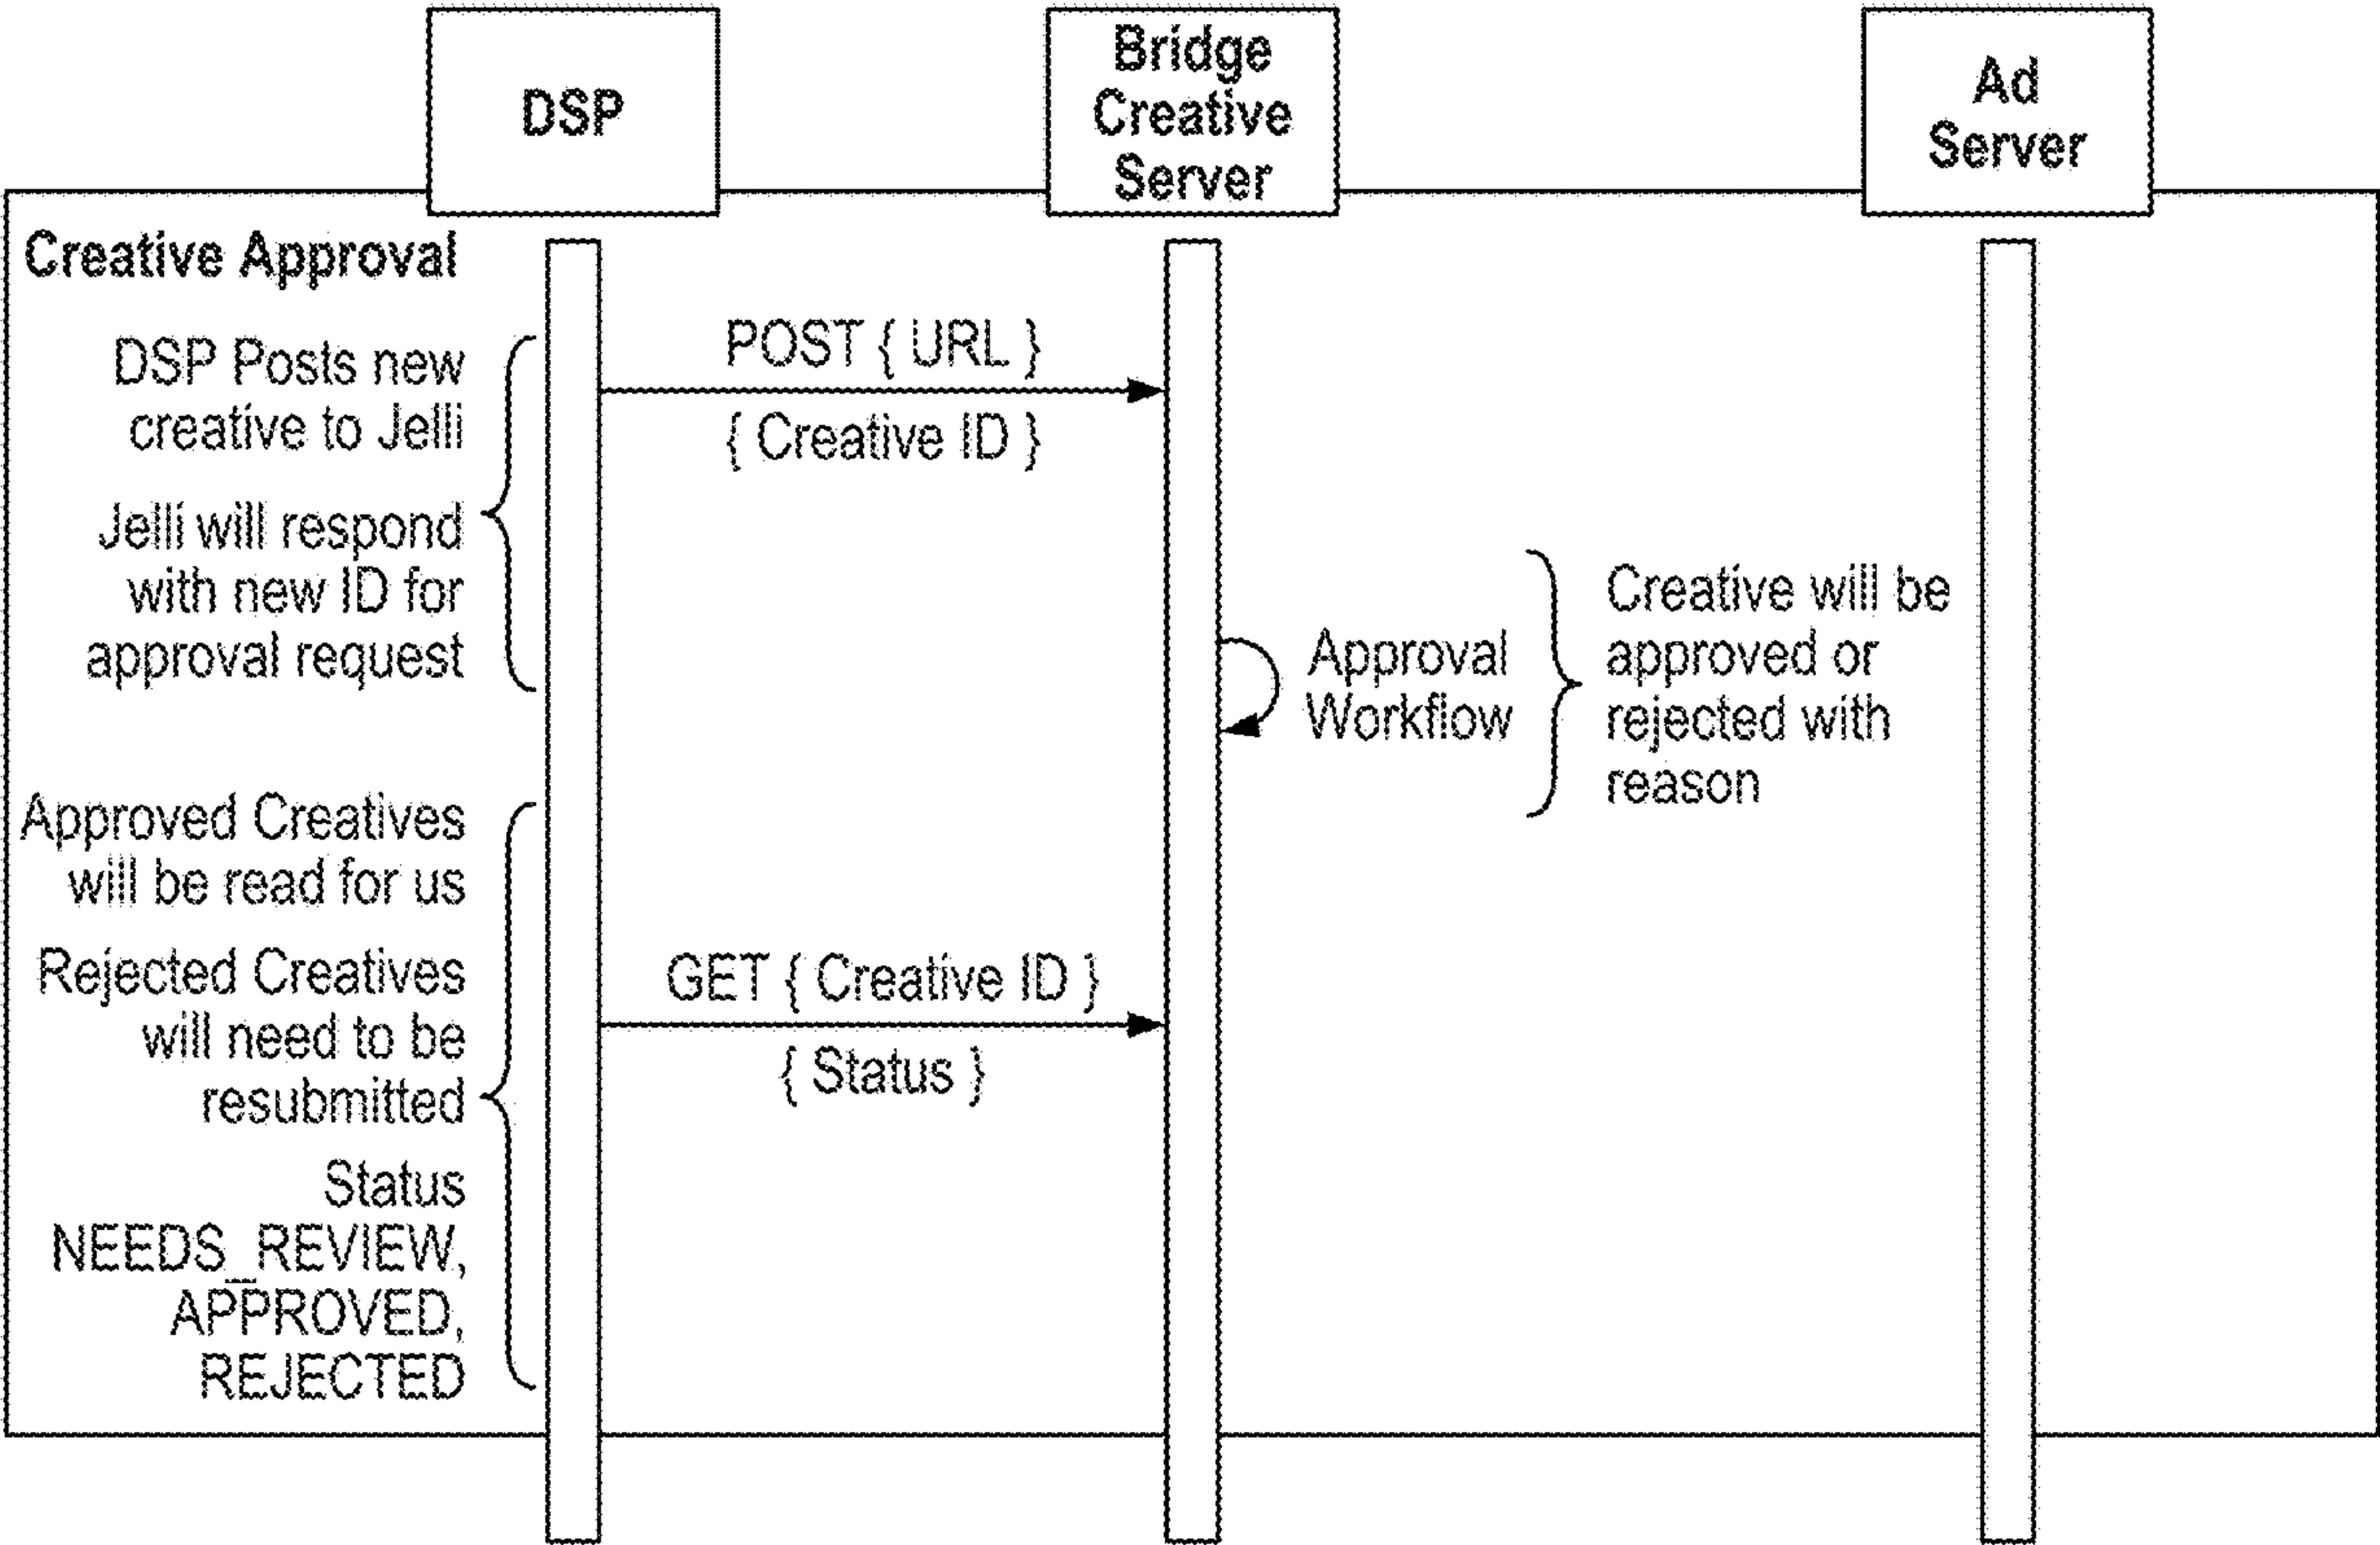 DSP
Bridge
Creative
Server
Ad
Server
Creative Approval
DSP Posts new
creative to Jelli
Jelli will respond
with new ID for
approval request
POST { URL }
{ Creative ID }
Approval
Workflow
Creative will be
approved or
rejected with
reason
Approved Creatives
will be read for us
Rejected Creatives
will need to be
resubmitted
Status
NEEDS_REVIEW,
APPROVED,
REJECTED
GET { Creative ID }
{ Status }